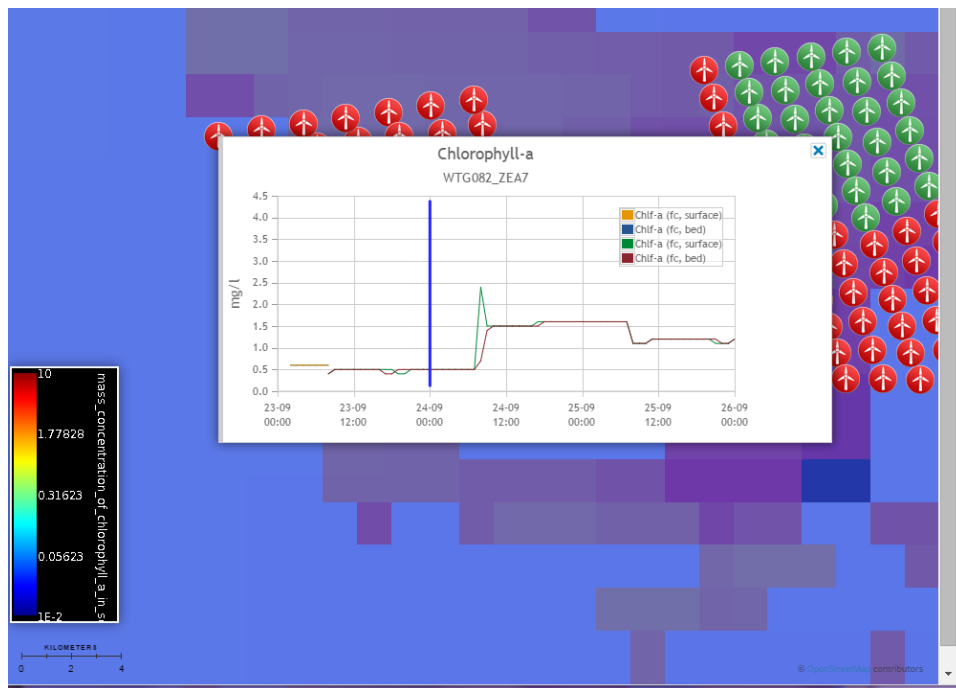 Chlorophyll-a
WTG082_ZEA7
4.5
4.0
3.5
3.0
2.5
2.0
1.5
1.0
0.5
0.0
mg/l
Chlf-a (fc, surface)
Chlf-a (fc, bed)
Chlf-a (fc, surface)
Chlf-a (fc, bed)
23-09 23-09 24-09 24-09 25-09 25-09 26-09
00:00 12:00 00:00 12:00 00:00 12:00 00:00
10
1.77828
0.31623
0.05623
1E-2
mass_concentration_of_chlorophyll_a_in_s
KILOMETERS
0 2 4
© OpenStreetMap contributors